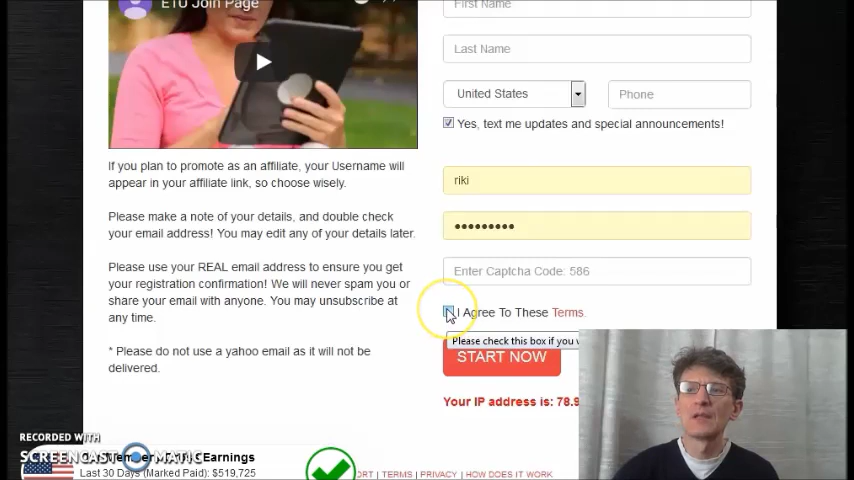 ETU Join Page
First Name
Last Name
United States
Phone
Yes, text me updates and special announcements!
If you plan to promote as an affiliate, your Username will
appear in your affiliate link, so choose wisely.
riki
Please make a note of your details, and double check
your email address! You may edit any of your details later.
Please use your REAL email address to ensure you get
your registration confirmation! We will never spam you or
share your email with anyone. You may unsubscribe at
any time.
Enter Captcha Code: 586
I Agree To These Terms.
Please check this box if you
* Please do not use a yahoo email as it will not be
delivered.
START NOW
Your IP address is: 78.9
RECORDED WITH
SCREENCAST MATIC
Earnings
Last 30 Days (Marked Paid): $519,725
TERMS | PRIVACY | HOW DOES IT WORK